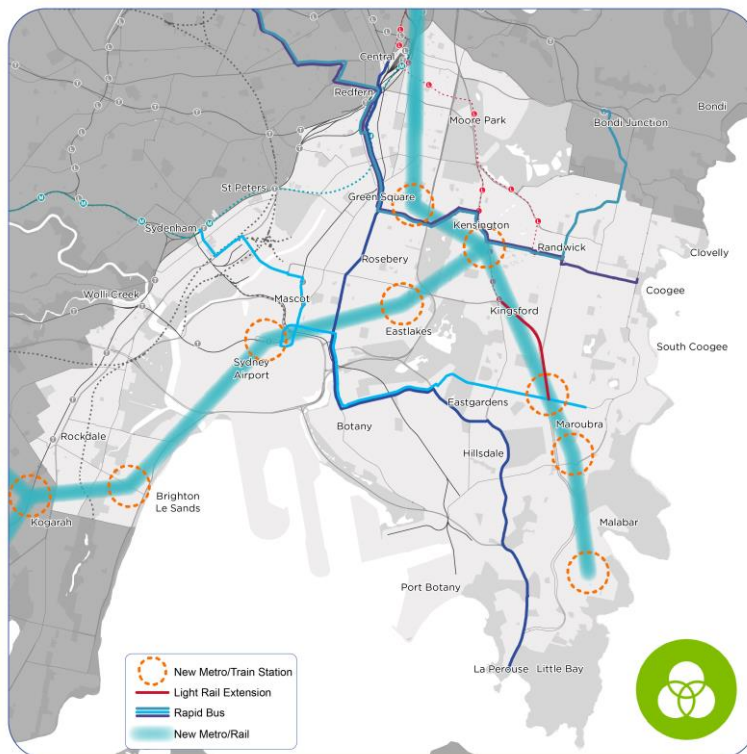 Central
Redfern
Moore Park
Bondi
Bondi Junction
St Peters
Green Square
Kensington
Sydenham
Randwick
Clovelly
Rosebery
Wolli Creek
Mascot
Coogee
Kingsford
Eastlakes
South Coogee
Sydney
Airport
Eastgardens
Botany
Maroubra
Rockdale
Hillsdale
Brighton
Le Sands
Kogarah
Malabar
Port Botany
La Perouse
Little Bay
New Metro/Train Station
Light Rail Extension
Rapid Bus
New Metro/Rail